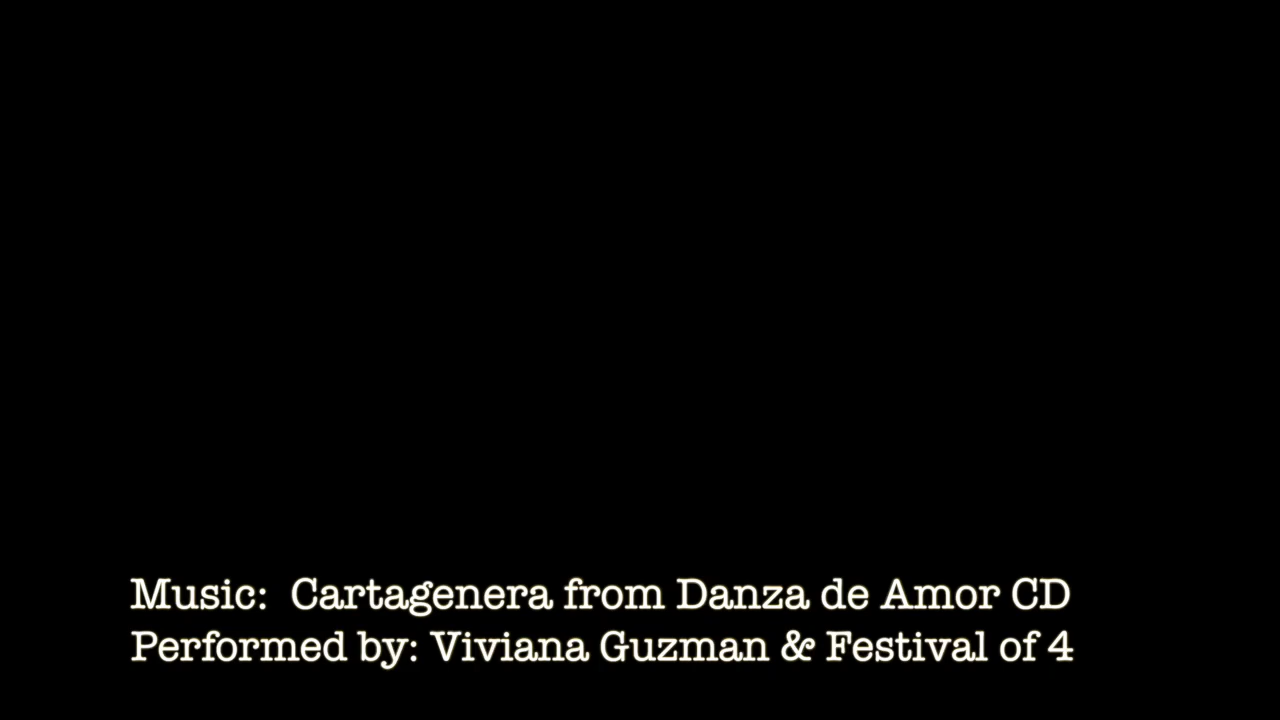 Music:  Cartagenera from Danza de Amor CD
Performed by: Viviana Guzman & Festival of 4